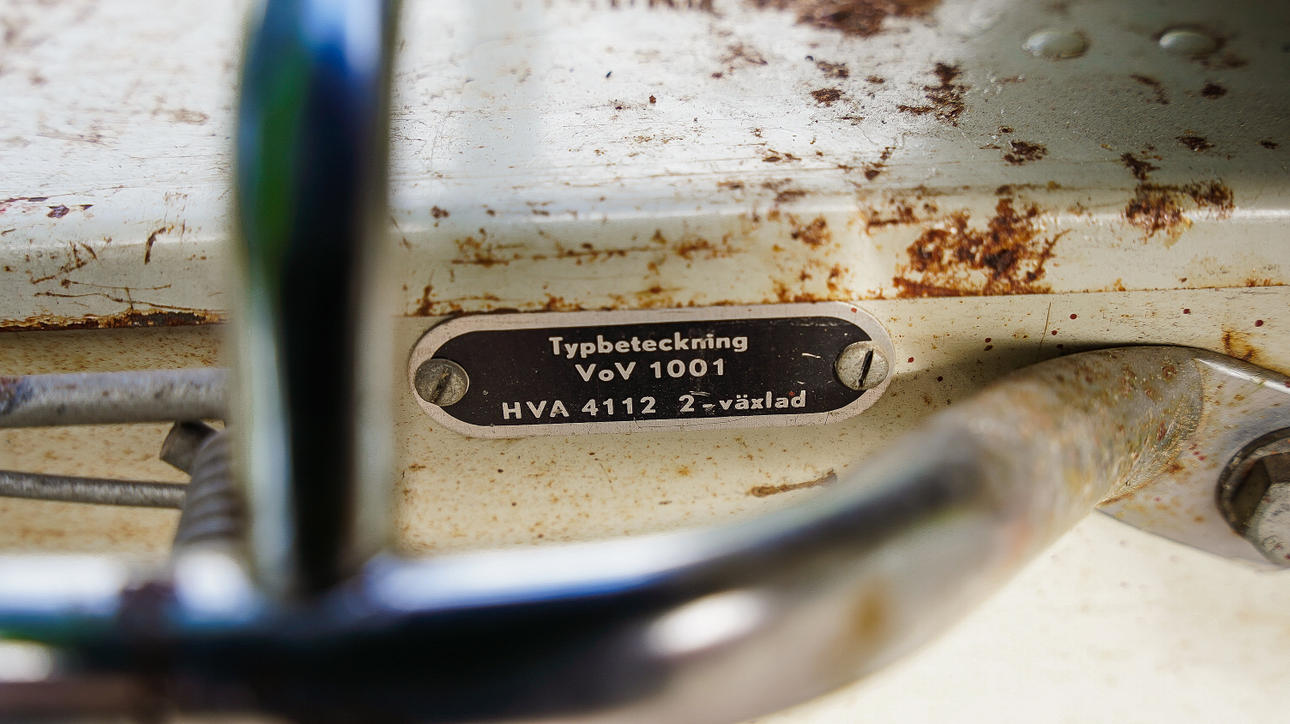 Typbeteckning
VoV 1001
HVA 4112 2-växlad